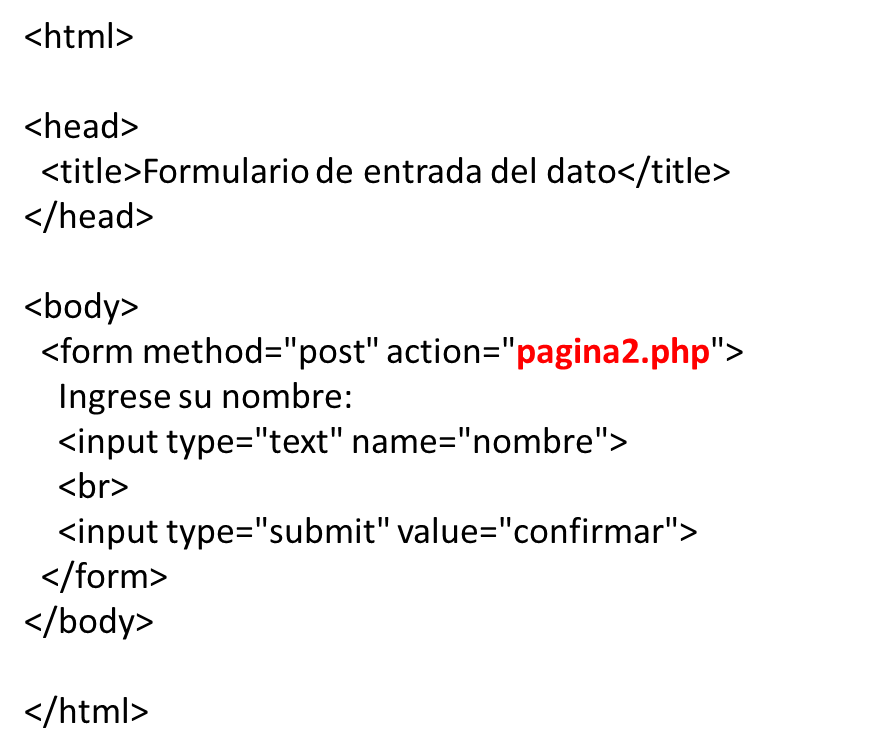 <html>
<head>
<title>Formulario de entrada del dato</title>
</head>
<body>
<form method="post" action="pagina2.php">
Ingrese su nombre:
<input type="text" name="nombre">
<br>
<input type="submit" value="confirmar">
</form>
</body>
</html>